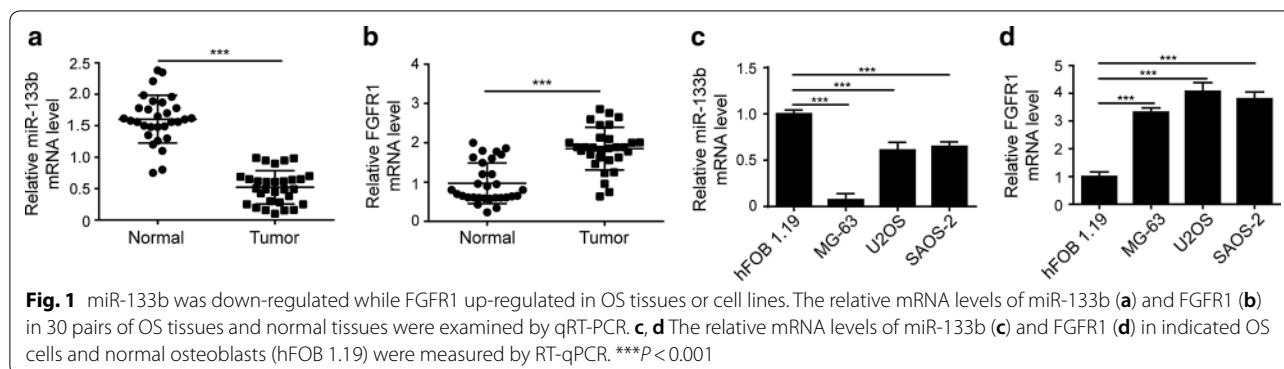 a
***
Relative miR-133b
mRNA level
2.5
2.0
1.5
1.0
0.5
0.0
Normal
Tumor
b
***
Relative FGFR1
mRNA level
4
3
2
1
0
Normal
Tumor
c
***
***
***
Relative miR-133b
mRNA level
1.5
1.0
0.5
0
hFOB 1.19
MG-63
U2OS
SAOS-2
d
***
***
***
Relative FGFR1
mRNA level
5
4
3
2
1
0
hFOB 1.19
MG-63
U2OS
SAOS-2
Fig. 1 miR-133b was down-regulated while FGFR1 up-regulated in OS tissues or cell lines. The relative mRNA levels of miR-133b (a) and FGFR1 (b)
in 30 pairs of OS tissues and normal tissues were examined by qRT-PCR. c, d The relative mRNA levels of miR-133b (c) and FGFR1 (d) in indicated OS
cells and normal osteoblasts (hFOB 1.19) were measured by RT-qPCR. ***P < 0.001